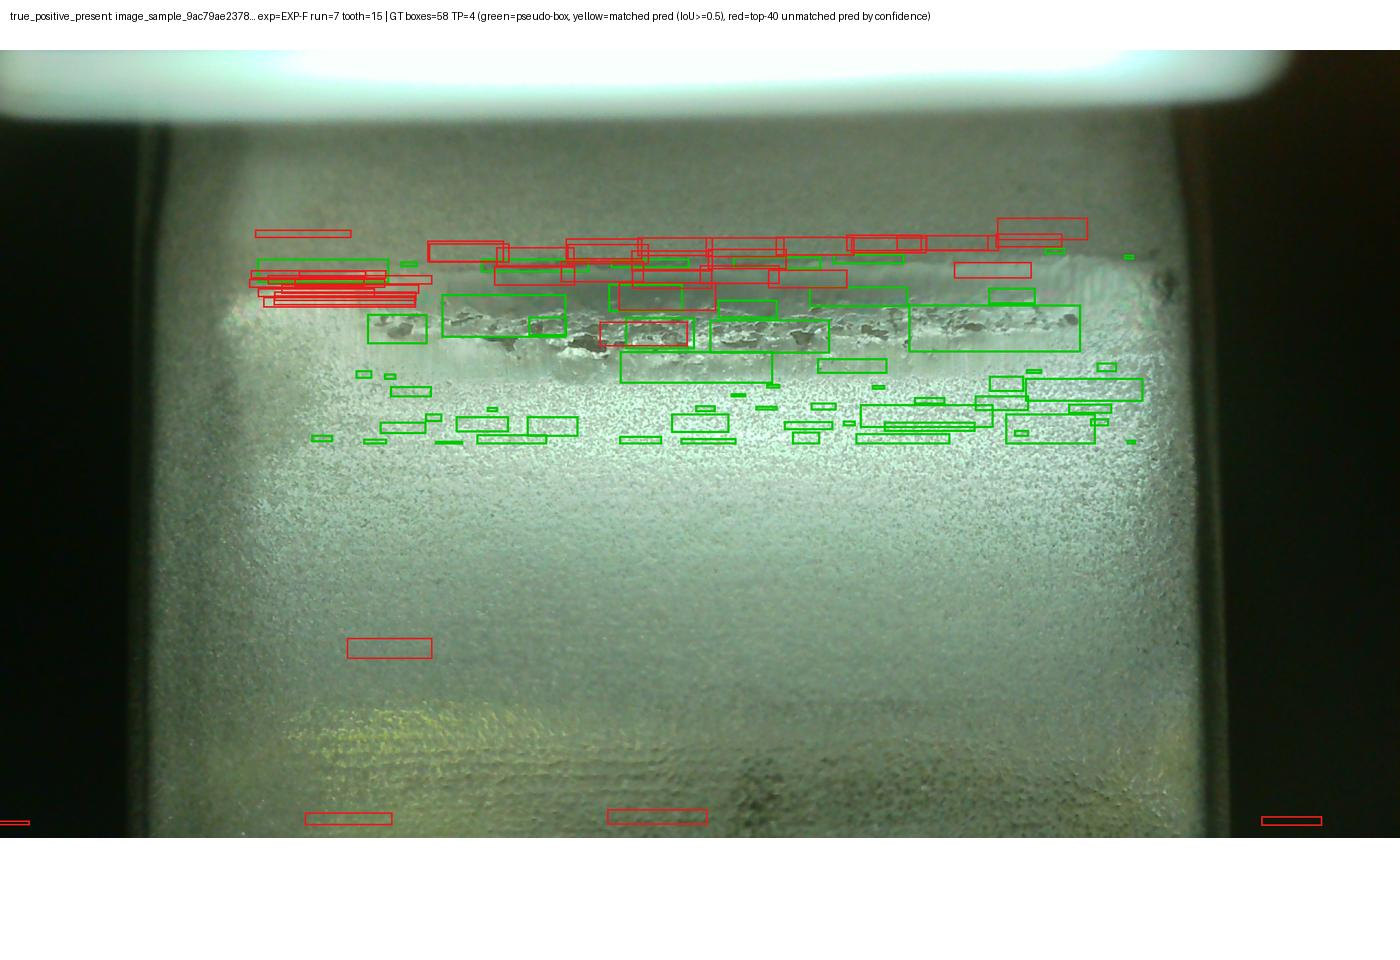 true_positive_present: image_sample_9ac79ae2378... exp=EXP-F run=7 tooth=15 | GT boxes=58 TP=4 (green=pseudo-box, yellow=matched pred (IoU>=0.5), red=top-40 unmatched pred by confidence)